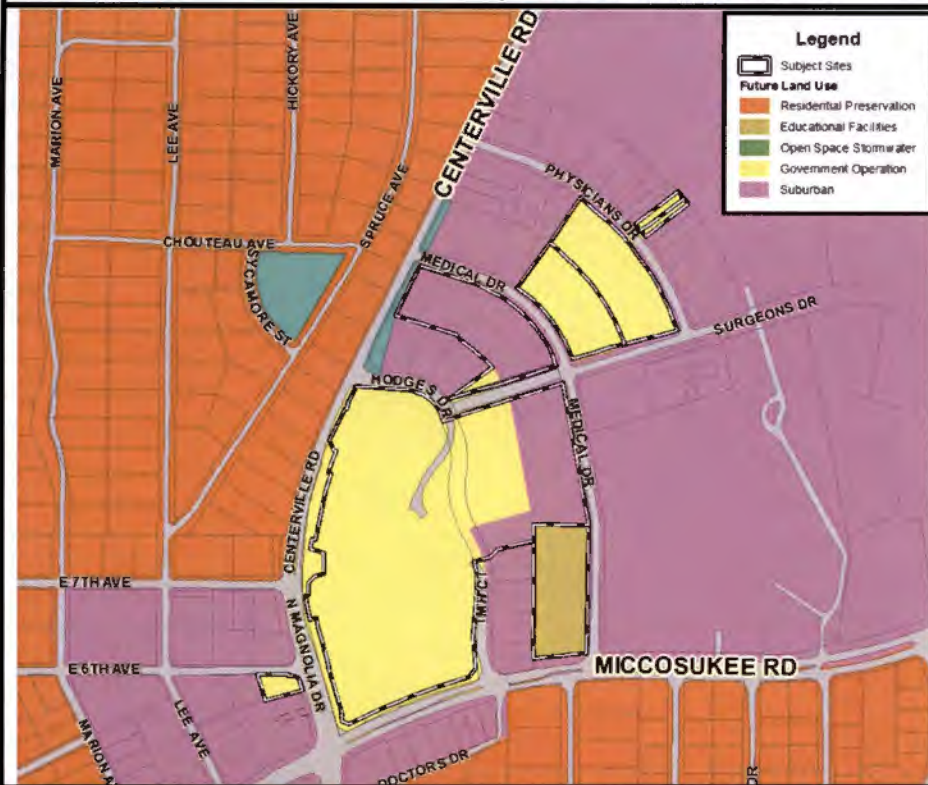 Legend
Subject Sites
Future Land Use
Residential Preservation
Educational Facilities
Open Space Stormwater
Government Operation
Suburban
CENTERVILLE RD
MARION AVE
LEE AVE
HICKORY AVE
SPRUCE AVE
CHOUTEAU AVE
SYCAMORE ST
PHYSICIANS DR
MEDICAL DR
SURGEONS DR
HODGES DR
MEDICAL DR
CENTERVILLE RD
E 7TH AVE
N MAGNOLIA DR
TMH CT
E 6TH AVE
MICCOSUKEE RD
LEE AVE
MARION A
DOCTORS DR
DR